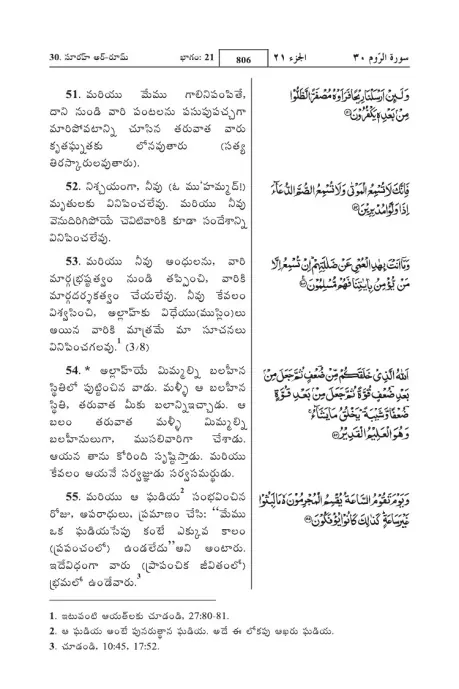 30. సూరహ్ అర్-రూమ్ భాగం: 21 806 الجزء ٢١ سورة الرّوم ٣٠
51. మరియు మేము గాలినిపంపితే,
దాని నుండి వారి పంటలను పసుపుపచ్చగా
మారిపోవటాన్ని చూసిన తరువాత వారు
కృతఘ్నతకు లోనవుతారు (సత్య
తిరస్కారులవుతారు).
وَلَئِنْ أَرْسَلْنَا رِيحًا فَرَأَوْهُ مُصْفَرًّا لَّظَلُّوا
مِنْ بَعْدِهِ يَكْفُرُونَ ۝
52. నిశ్చయంగా, నీవు (ఓ ము'హమ్మద్!)
మృతులకు వినిపించలేవు. మరియు నీవు
వెనుదిరిగిపోయే చెవిటివారికి కూడా సందేశాన్ని
వినిపించలేవు.
فَإِنَّكَ لَا تُسْمِعُ الْمَوْتَىٰ وَلَا تُسْمِعُ الصُّمَّ الدُّعَاءَ
إِذَا وَلَّوْا مُدْبِرِينَ ۝
53. మరియు నీవు అంధులను, వారి
మార్గభ్రష్టత్వం నుండి తప్పించి, వారికి
మార్గదర్శకత్వం చేయలేవు. నీవు కేవలం
విశ్వసించి, అల్లాహ్‌కు విధేయు(ముస్లిం)లు
అయిన వారికి మాత్రమే మా సూచనలు
వినిపించగలవు.1 (3/8)
وَمَا أَنْتَ بِهَادِ الْعُمْيِ عَنْ ضَلَالَتِهِمْ إِنْ تُسْمِعُ إِلَّا
مَنْ يُؤْمِنُ بِآيَاتِنَا فَهُمْ مُسْلِمُونَ ۝
54. * అల్లాహ్‌యే మిమ్మల్ని బలహీన
స్థితిలో పుట్టించిన వాడు. మళ్ళీ ఆ బలహీన
స్థితి, తరువాత మీకు బలాన్నిఇచ్చాడు. ఆ
బలం తరువాత మళ్ళీ మిమ్మల్ని
బలహీనులుగా, ముసలివారిగా చేశాడు.
ఆయన తాను కోరింది సృష్టిస్తాడు. మరియు
కేవలం ఆయనే సర్వజ్ఞుడు సర్వసమర్థుడు.
اللَّهُ الَّذِي خَلَقَكُمْ مِنْ ضَعْفٍ ثُمَّ جَعَلَ مِنْ
بَعْدِ ضَعْفٍ قُوَّةً ثُمَّ جَعَلَ مِنْ بَعْدِ قُوَّةٍ
ضَعْفًا وَشَيْبَةً يَخْلُقُ مَا يَشَاءُ
وَهُوَ الْعَلِيمُ الْقَدِيرُ ۝
55. మరియు ఆ ఘడియ2 సంభవించిన
రోజు, అపరాధులు, ప్రమాణం చేసి: “మేము
ఒక ఘడియసేపు కంటే ఎక్కువ కాలం
(ప్రపంచంలో) ఉండలేదు”అని అంటారు.
ఇదేవిధంగా వారు (ప్రాపంచిక జీవితంలో)
భ్రమలో ఉండేవారు.3
وَيَوْمَ تَقُومُ السَّاعَةُ يُقْسِمُ الْمُجْرِمُونَ مَا لَبِثُوا
غَيْرَ سَاعَةٍ كَذَٰلِكَ كَانُوا يُؤْفَكُونَ ۝
1. ఇటువంటి ఆయత్‌లకు చూడండి, 27:80-81.
2. ఆ ఘడియ అంటే పునరుత్థాన ఘడియ. అదే ఈ లోకపు ఆఖరు ఘడియ.
3. చూడండి, 10:45, 17:52.